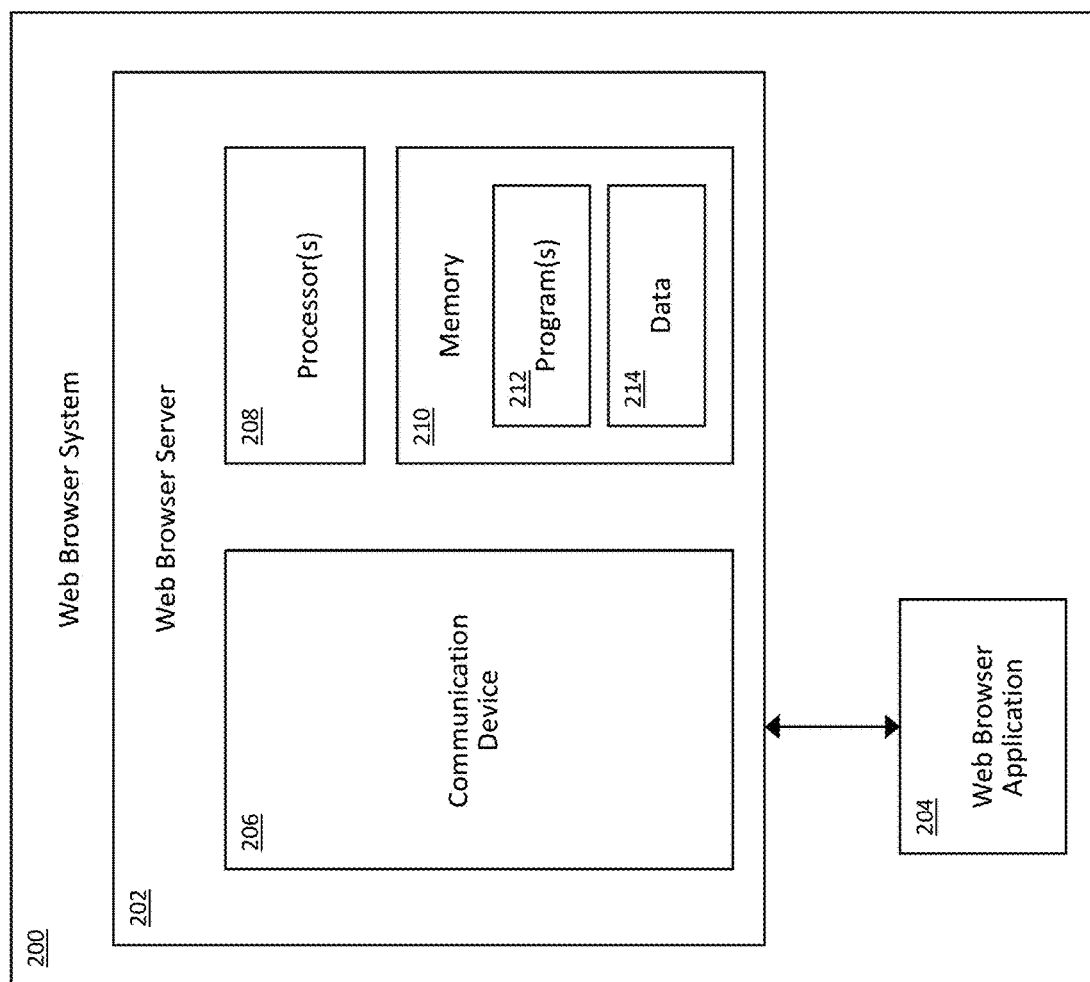 200
Web Browser System
202
Web Browser Server
206
Communication
Device
208
Processor(s)
210
Memory
212
Program(s)
214
Data
204
Web Browser
Application